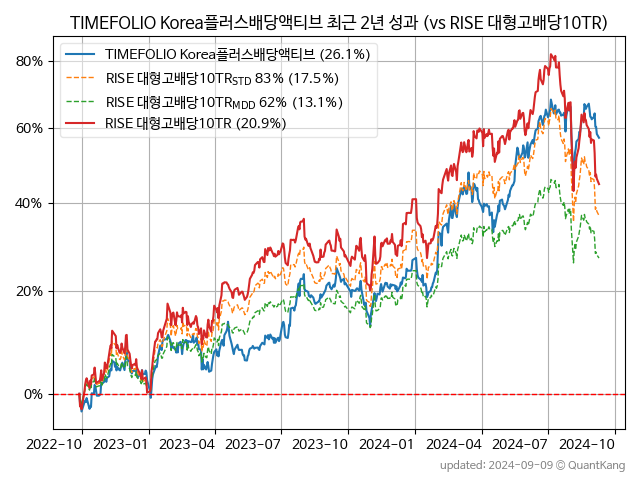 TIMEFOLIO Korea플러스배당액티브 최근 2년 성과 (vs RISE 대형고배당10TR)
80%
60%
40%
20%
0%
TIMEFOLIO Korea플러스배당액티브 (26.1%)
RISE 대형고배당10TRSTD 83% (17.5%)
RISE 대형고배당10TRMDD 62% (13.1%)
RISE 대형고배당10TR (20.9%)
2022-10 2023-01 2023-04 2023-07 2023-10 2024-01 2024-04 2024-07 2024-10
updated: 2024-09-09 © QuantKang